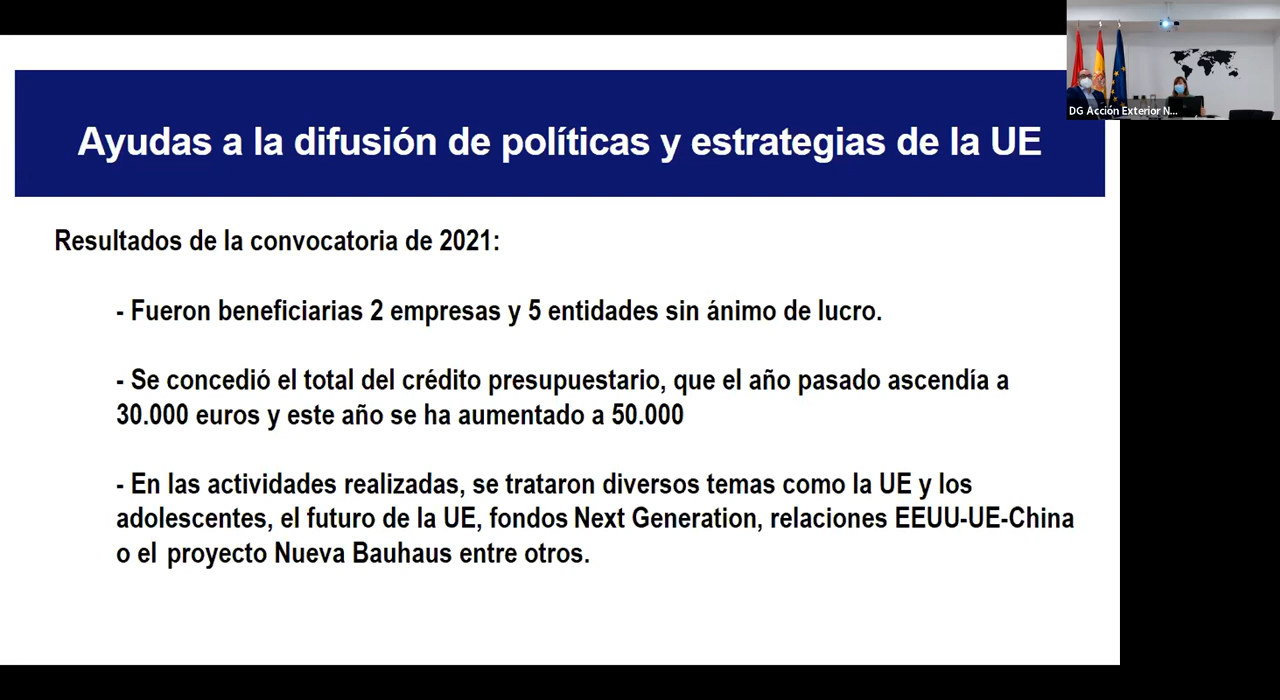 DG Acción Exterior N...
Ayudas a la difusión de políticas y estrategias de la UE
Resultados de la convocatoria de 2021:
- Fueron beneficiarias 2 empresas y 5 entidades sin ánimo de lucro.
- Se concedió el total del crédito presupuestario, que el año pasado ascendía a
30.000 euros y este año se ha aumentado a 50.000
- En las actividades realizadas, se trataron diversos temas como la UE y los
adolescentes, el futuro de la UE, fondos Next Generation, relaciones EEUU-UE-China
o el proyecto Nueva Bauhaus entre otros.